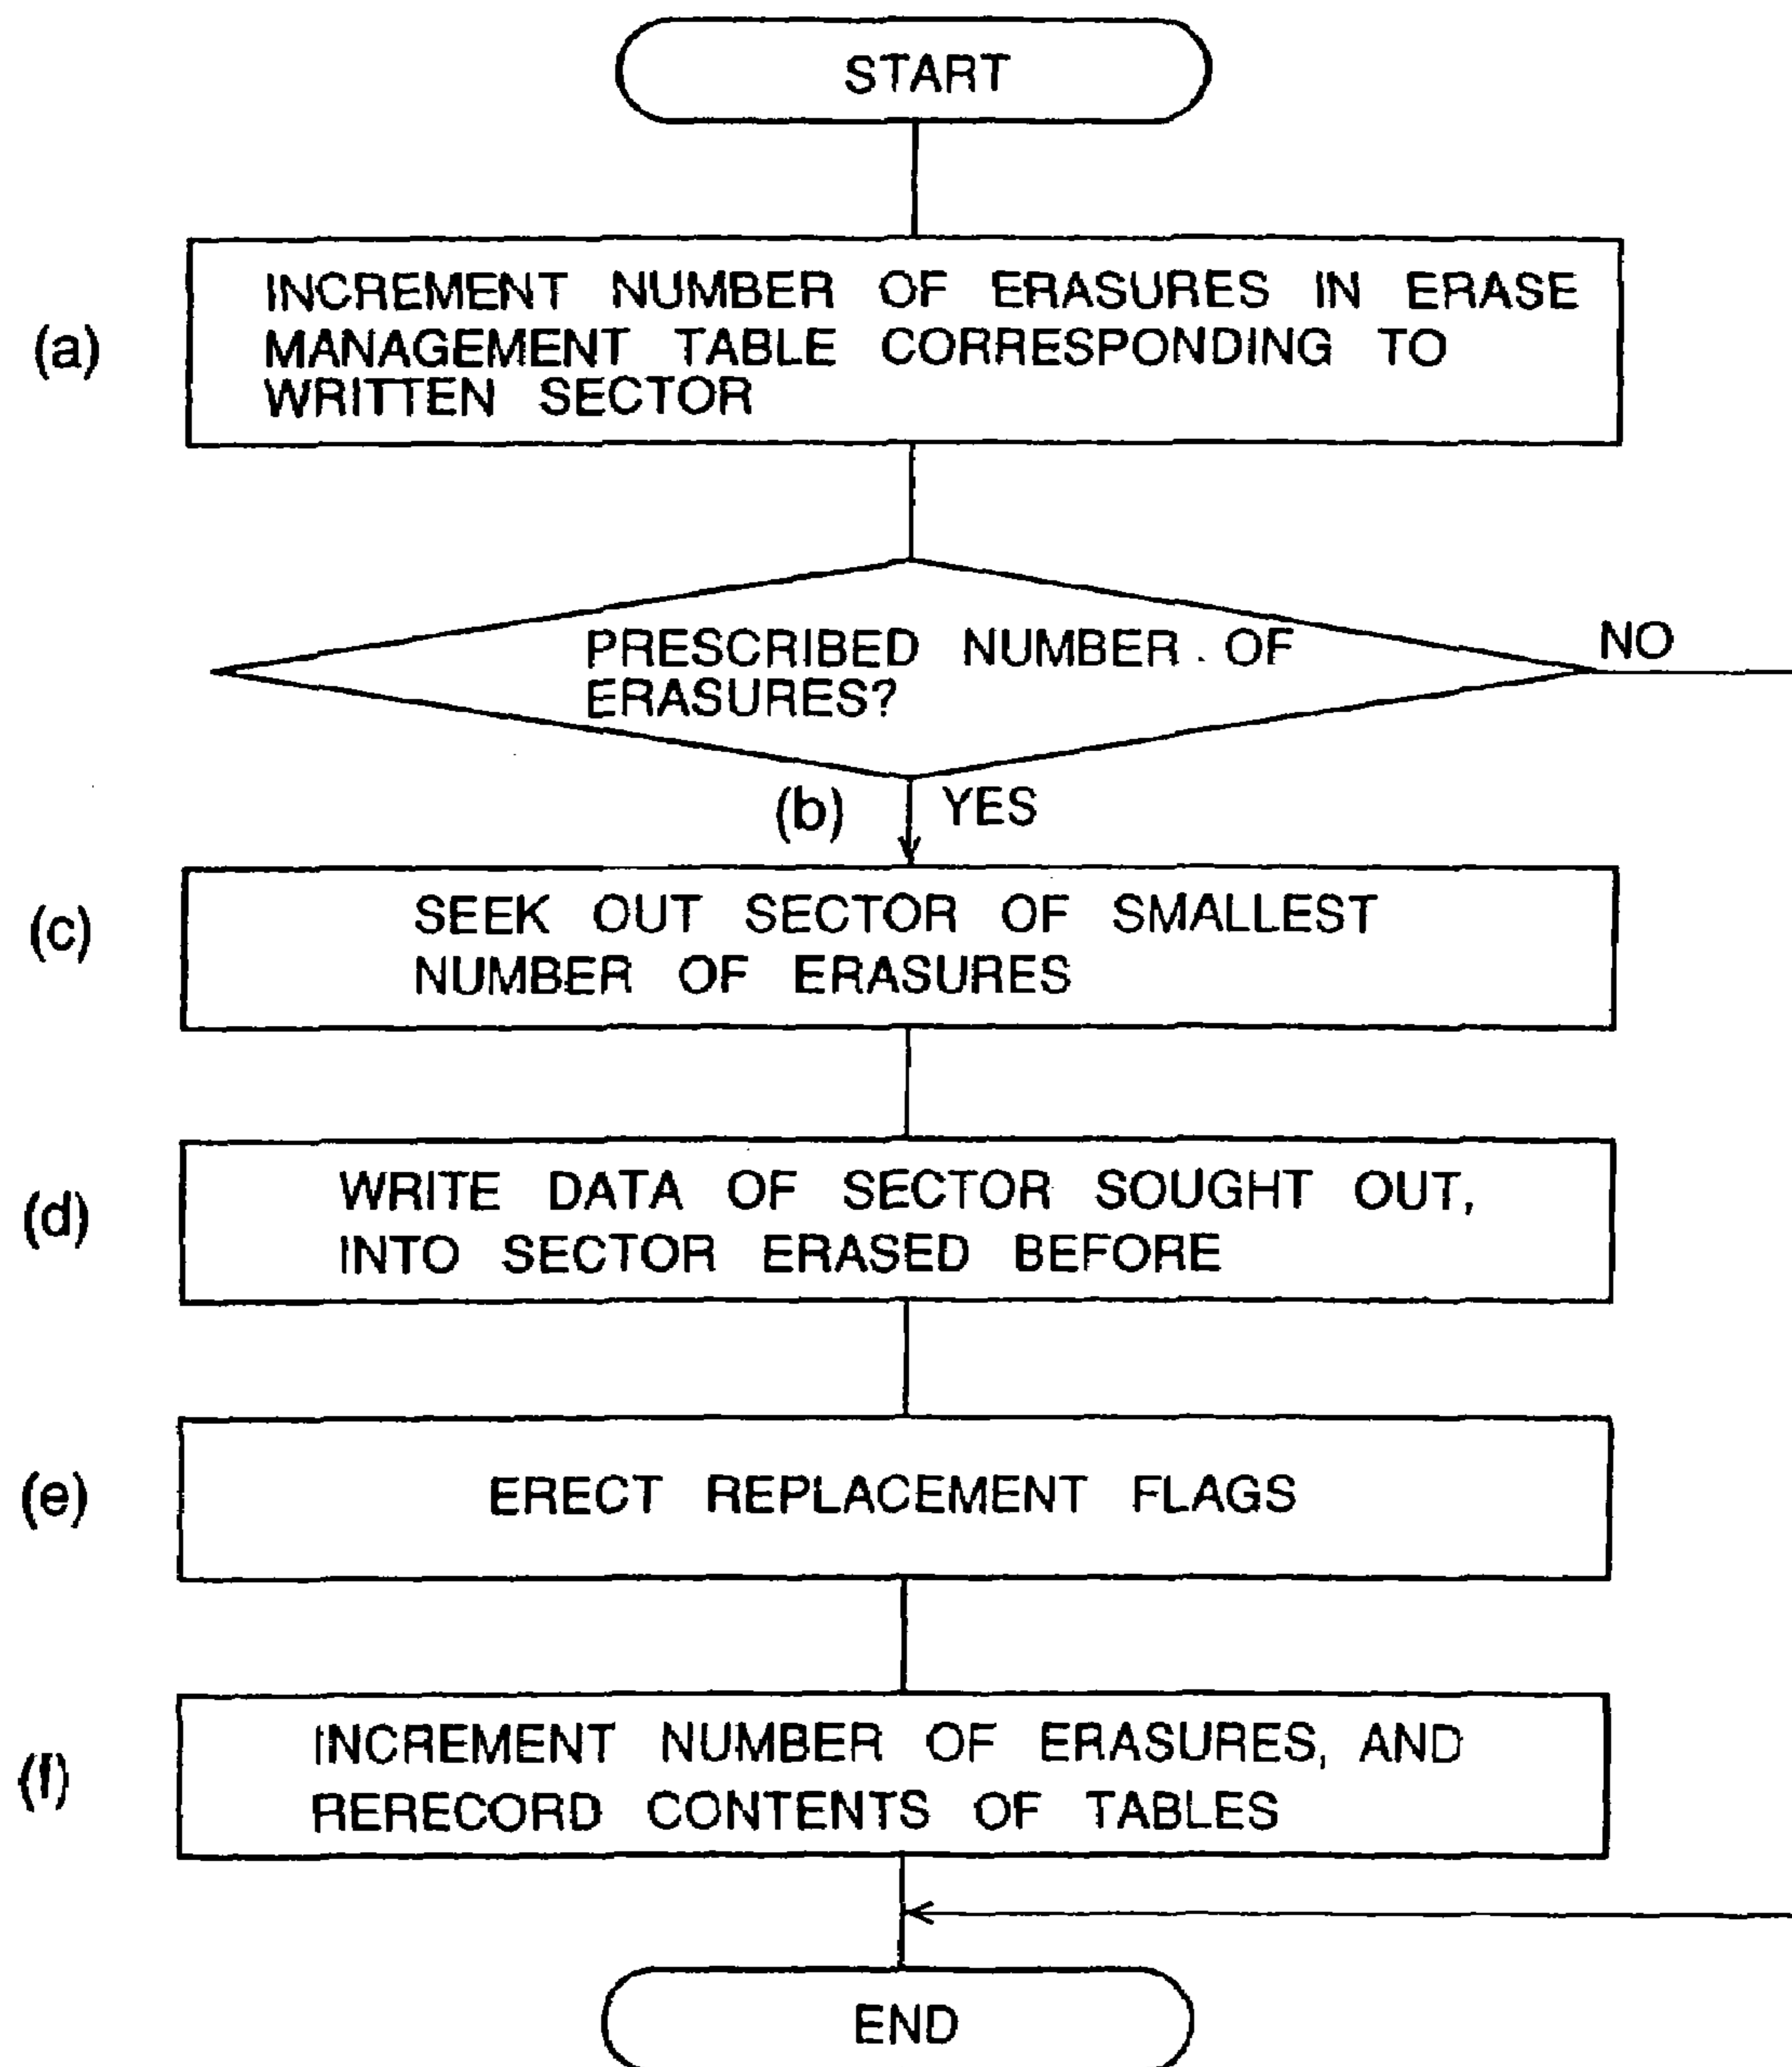 START
(a)
INCREMENT NUMBER OF ERASURES IN ERASE
MANAGEMENT TABLE CORRESPONDING TO
WRITTEN SECTOR
PRESCRIBED NUMBER OF
ERASURES?
NO
(b)
YES
(c)
SEEK OUT SECTOR OF SMALLEST
NUMBER OF ERASURES
(d)
WRITE DATA OF SECTOR SOUGHT OUT,
INTO SECTOR ERASED BEFORE
(e)
ERECT REPLACEMENT FLAGS
(f)
INCREMENT NUMBER OF ERASURES, AND
RERECORD CONTENTS OF TABLES
END